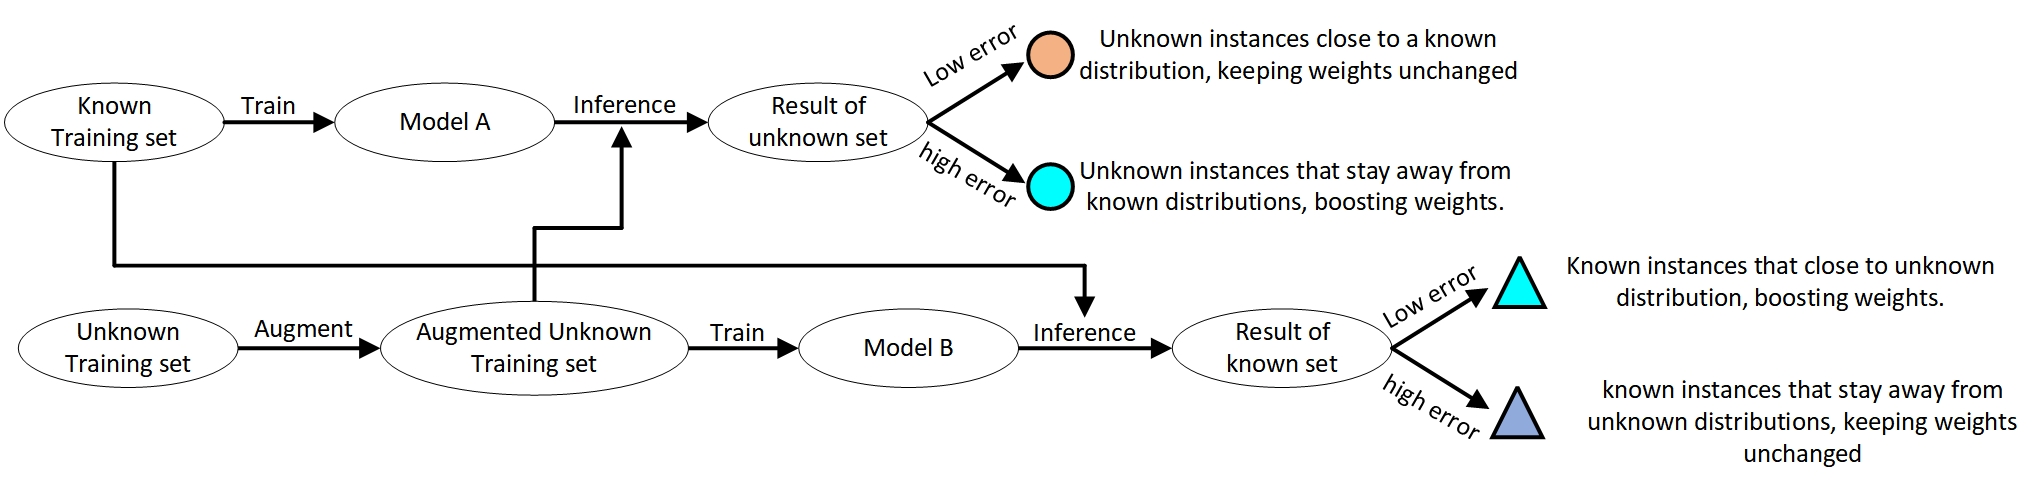 Known
Training set
Train
Model A
Inference
Result of
unknown set
Low error
Unknown instances close to a known
distribution, keeping weights unchanged
high error
Unknown instances that stay away from
known distributions, boosting weights.
Unknown
Training set
Augment
Augmented Unknown
Training set
Train
Model B
Inference
Result of
known set
Low error
Known instances that close to unknown
distribution, boosting weights.
high error
known instances that stay away from
unknown distributions, keeping weights
unchanged